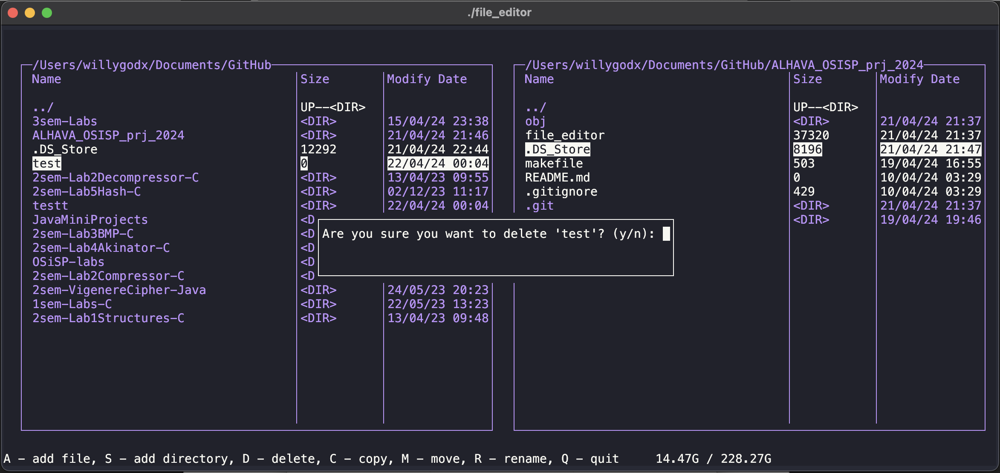 ./file_editor
/Users/willygodx/Documents/GitHub
Name Size Modify Date
../ UP--<DIR>
3sem-Labs <DIR> 15/04/24 23:38
ALHAVA_OSISP_prj_2024 <DIR> 21/04/24 21:46
.DS_Store 12292 21/04/24 22:44
test 0 22/04/24 00:04
2sem-Lab2Decompressor-C <DIR> 13/04/23 09:55
2sem-Lab5Hash-C <DIR> 02/12/23 11:17
testt <DIR> 22/04/24 00:04
JavaMiniProjects <D
2sem-Lab3BMP-C <D
2sem-Lab4Akinator-C <D
OSiSP-labs <D
2sem-Lab2Compressor-C <D
2sem-VigenereCipher-Java <DIR> 24/05/23 20:23
1sem-Labs-C <DIR> 22/05/23 13:23
2sem-Lab1Structures-C <DIR> 13/04/23 09:48
/Users/willygodx/Documents/GitHub/ALHAVA_OSISP_prj_2024
Name Size Modify Date
../ UP--<DIR>
obj <DIR> 21/04/24 21:37
file_editor 37320 21/04/24 21:37
.DS_Store 8196 21/04/24 21:47
makefile 503 19/04/24 16:55
README.md 0 10/04/24 03:29
.gitignore 429 10/04/24 03:29
.git <DIR> 21/04/24 21:37
<DIR> 19/04/24 19:46
Are you sure you want to delete 'test'? (y/n):
A - add file, S - add directory, D - delete, C - copy, M - move, R - rename, Q - quit 14.47G / 228.27G